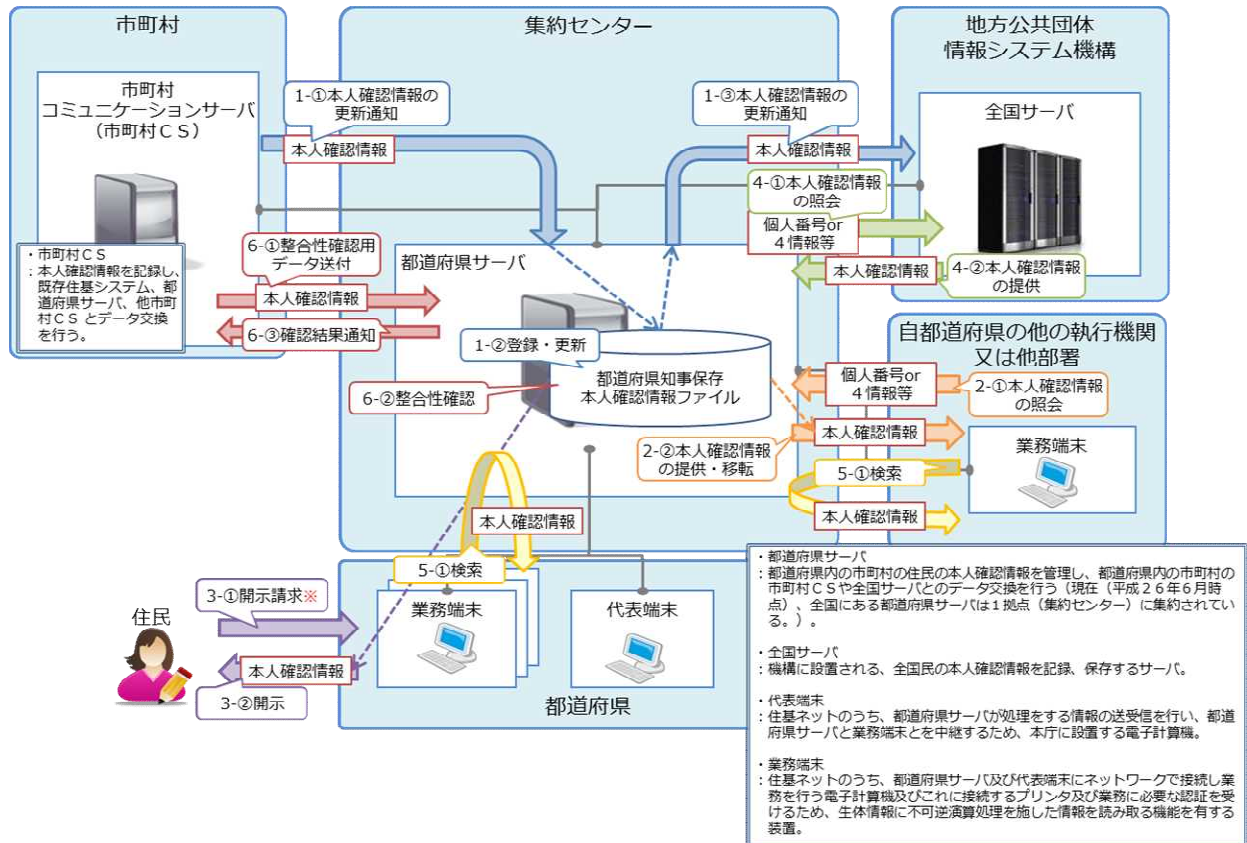 市町村
集約センター
地方公共団体
情報システム機構
市町村
コミュニケーションサーバ
（市町村ＣＳ）
1-①本人確認情報の
更新通知
本人確認情報
1-③本人確認情報の
更新通知
本人確認情報
全国サーバ
4-①本人確認情報
の照会
個人番号or
４情報等
本人確認情報
4-②本人確認情報
の提供
・市町村ＣＳ
：本人確認情報を記録し、
既存住基システム、都
道府県サーバ、他市町
村ＣＳ とデータ交換
を行う。
6-①整合性確認用
データ送付
本人確認情報
6-③確認結果通知
都道府県サーバ
1-②登録・更新
6-②整合性確認
都道府県知事保存
本人確認情報ファイル
自都道府県の他の執行機関
又は他部署
個人番号or
４情報等
2-①本人確認情報
の照会
本人確認情報
2-②本人確認情報
の提供・移転
業務端末
5-①検索
本人確認情報
本人確認情報
5-①検索
業務端末
代表端末
都道府県
住民
3-①開示請求※
本人確認情報
3-②開示
・都道府県サーバ
：都道府県内の市町村の住民の本人確認情報を管理し、都道府県内の市町村の
市町村ＣＳや全国サーバとのデータ交換を行う（現在（平成２６年６月時
点）、全国にある都道府県サーバは１拠点（集約センター）に集約されてい
る。）。
・全国サーバ
：機構に設置される、全国民の本人確認情報を記録、保存するサーバ。
・代表端末
：住基ネットのうち、都道府県サーバが処理をする情報の送受信を行い、都道
府県サーバと業務端末とを中継するため、本庁に設置する電子計算機。
・業務端末
：住基ネットのうち、都道府県サーバ及び代表端末にネットワークで接続し業
務を行う電子計算機及びこれに接続するプリンタ及び業務に必要な認証を受
けるため、生体情報に不可逆演算処理を施した情報を読み取る機能を有する
装置。